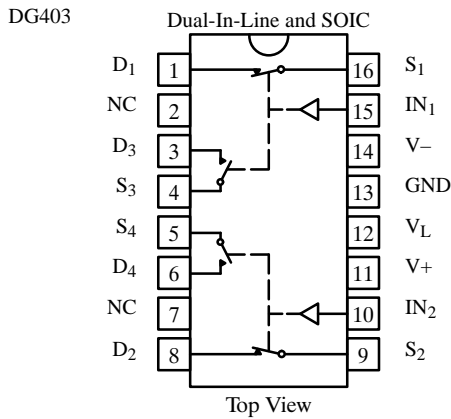 DG403
Dual-In-Line and SOIC
D1 1 16 S1
NC 2 15 IN1
D3 3 14 V–
S3 4 13 GND
S4 5 12 VL
D4 6 11 V+
NC 7 10 IN2
D2 8 9 S2
Top View